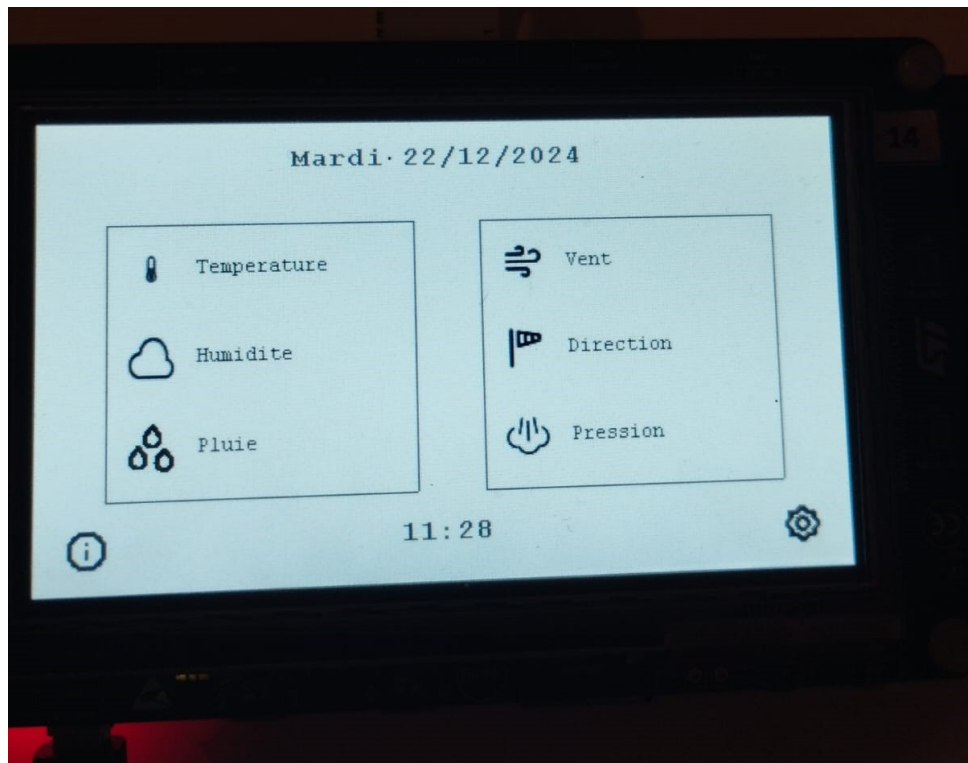 Mardi 22/12/2024
Temperature
Humidite
Pluie
Vent
Direction
Pression
11:28
14